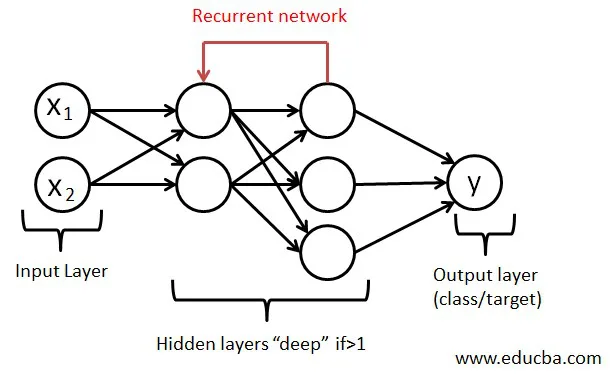 Recurrent network
x1
x2
y
Input Layer
Output layer
(class/target)
Hidden layers “deep” if>1
www.educba.com